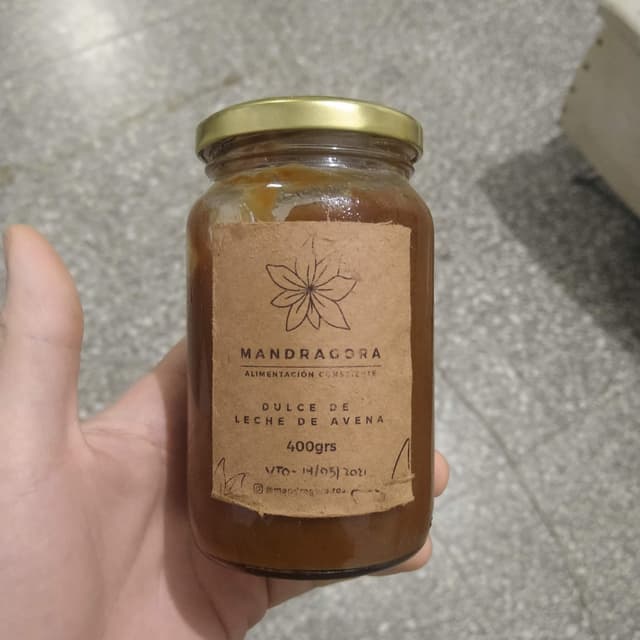 MANDRAGORA
ALIMENTACIÓN CONSCIENTE
DULCE DE
LECHE DE AVENA
400grs
VTO- 19/05/2021